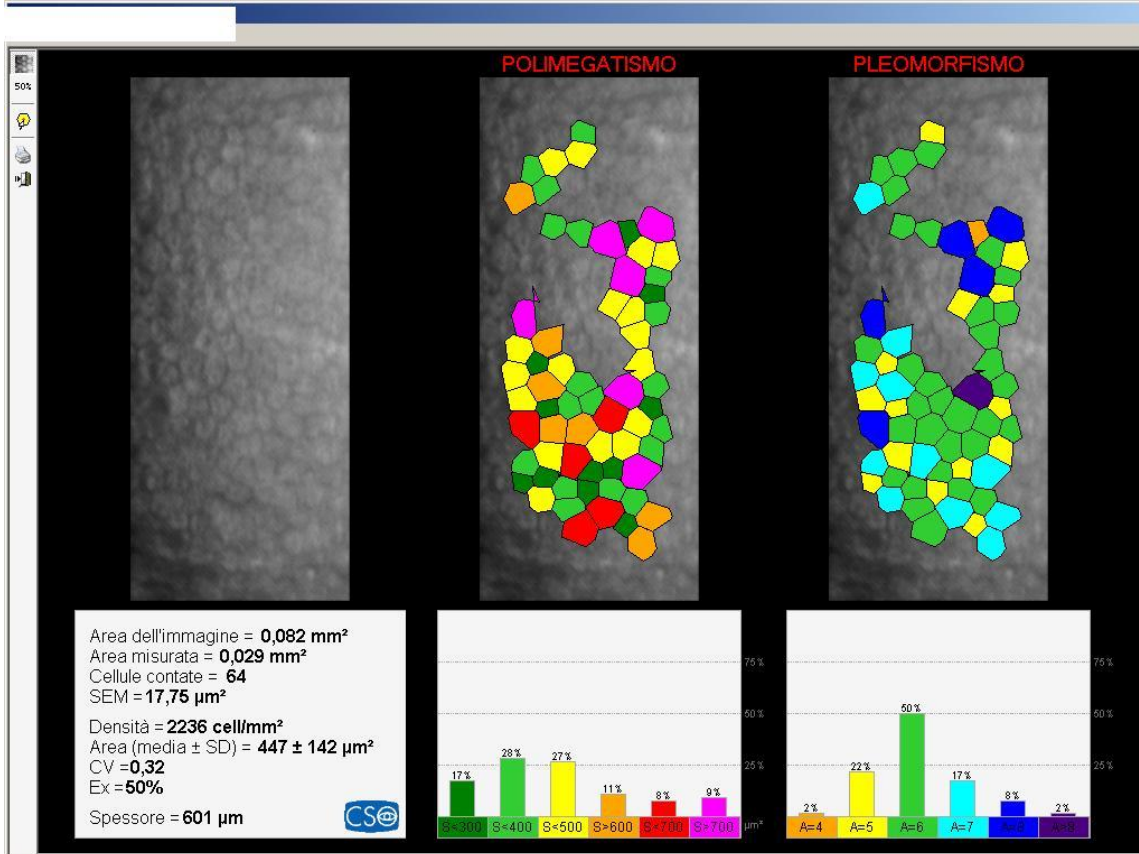 50%
POLIMEGATISMO
PLEOMORFISMO
Area dell'immagine = 0,082 mm²
Area misurata = 0,029 mm²
Cellule contate = 64
SEM = 17,75 µm²
Densità = 2236 cell/mm²
Area (media ± SD) = 447 ± 142 µm²
CV = 0,32
Ex = 50%
Spessore = 601 µm
CSO
75%
50%
25%
17%
28%
27%
11%
8%
9%
S<300 S<400 S<500 S>600 S<700 S>700 µm²
75%
50%
25%
2%
22%
50%
17%
8%
2%
A=4 A=5 A=6 A=7